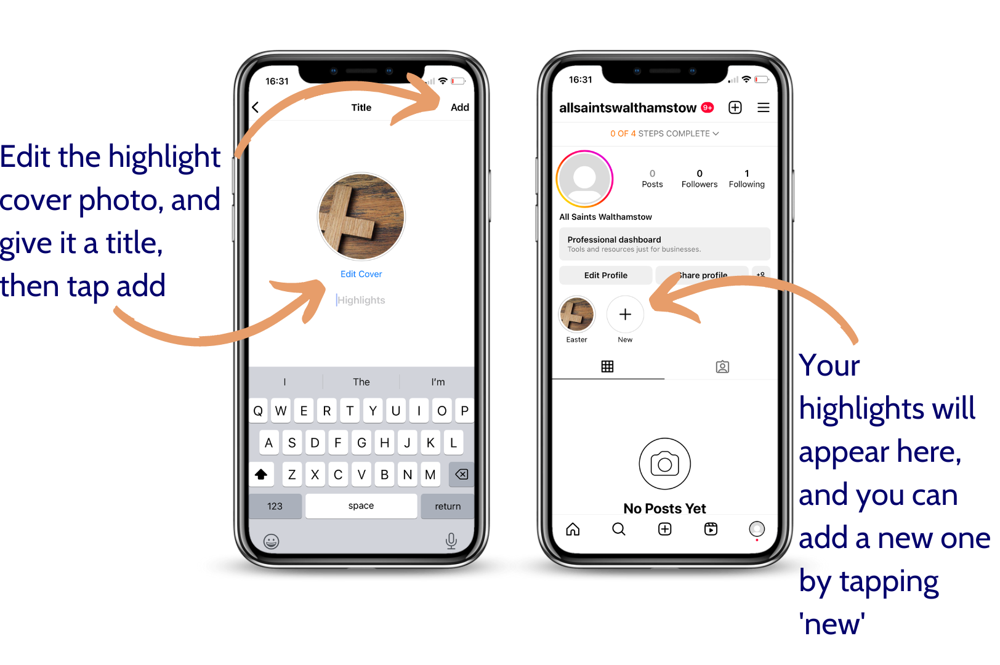 Edit the highlight
cover photo, and
give it a title,
then tap add
16:31
Title
Add
Edit Cover
Highlights
I
The
I'm
Q W E R T Y U I O P
A S D F G H J K L
Z X C V B N M
123
space
return
16:31
allsaintswalthamstow 9+
0 OF 4 STEPS COMPLETE
0
Posts
0
Followers
1
Following
All Saints Walthamstow
Professional dashboard
Tools and resources just for businesses.
Edit Profile
Share profile
Easter
New
No Posts Yet
Your
highlights will
appear here,
and you can
add a new one
by tapping
'new'